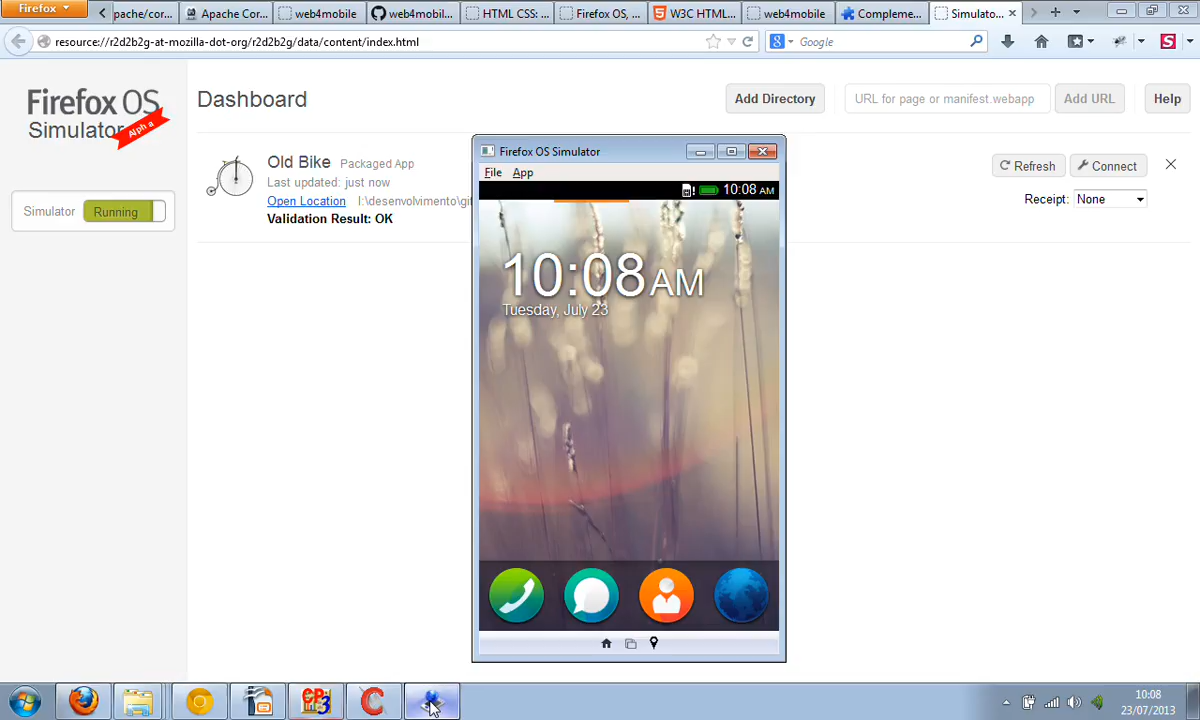 Firefox
pache/cor...
Apache Cor...
web4mobile
web4mobil...
HTML CSS: ...
Firefox OS, ...
W3C HTML...
web4mobile
Compleme...
Simulato...
resource://r2d2b2g-at-mozilla-dot-org/r2d2b2g/data/content/index.html
Google
Firefox OS
Simulator
Alpha
Dashboard
Add Directory
URL for page or manifest.webapp
Add URL
Help
Simulator
Running
Old Bike Packaged App
Last updated: just now
Open Location I:\desenvolvimento\git
Validation Result: OK
Refresh
Connect
Receipt: None
Firefox OS Simulator
File App
10:08 AM
10:08 AM
Tuesday, July 23
10:08
23/07/2013